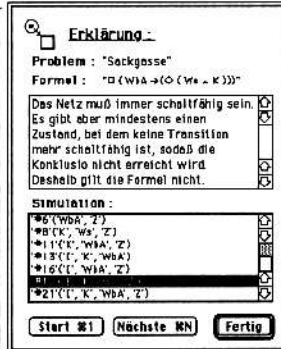 Erklärung :
Problem : "Sackgasse"
Formel : "□(WbA→(◇(Ws ∧ K)))"
Das Netz muß immer schaltfähig sein.
Es gibt aber mindestens einen
Zustand, bei dem keine Transition
mehr schaltfähig ist, sodaß die
Konklusio nicht erreicht wird.
Deshalb gilt die Formel nicht.
Simulation :
'*6'('WbA', 'Z')
'*8'('K', 'Ws', 'Z')
'*11'('K', 'WbA', 'Z')
'*13'('[', 'K', 'WbA')
'*16'('[', 'WbA', 'Z')
'*21'('[', 'K', 'WbA', 'Z')
Start ⌘1 Nächste ⌘N Fertig